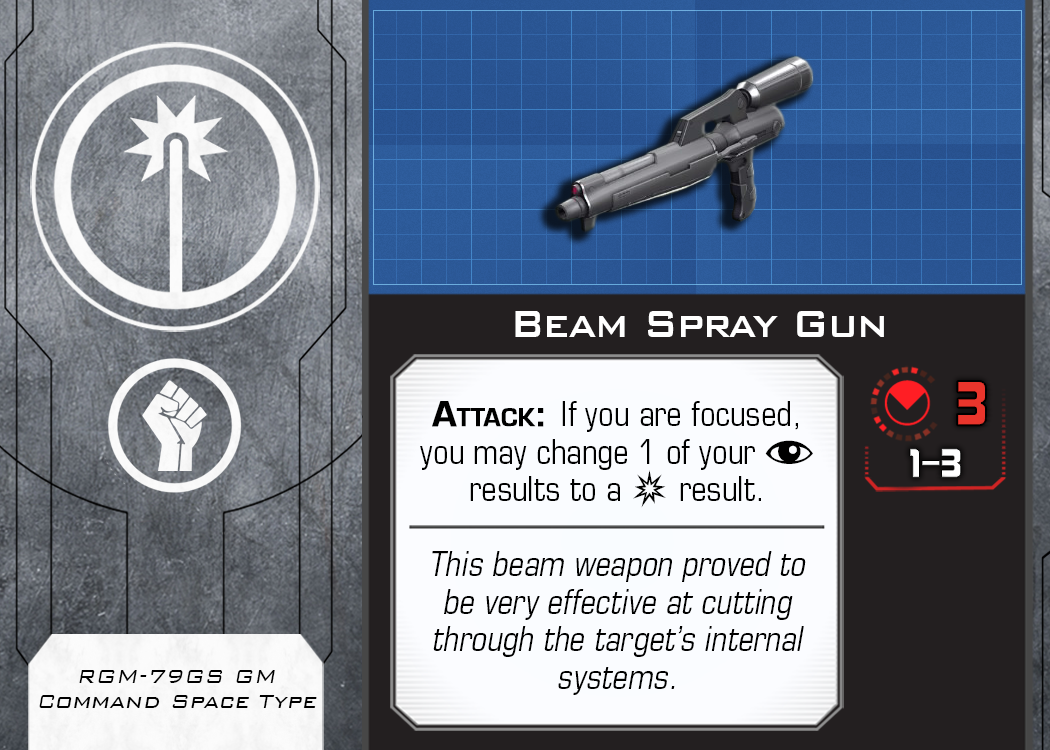 BEAM SPRAY GUN
ATTACK: If you are focused,
you may change 1 of your
results to a result.
This beam weapon proved to
be very effective at cutting
through the target's internal
systems.
3
1–3
RGM-79GS GM
COMMAND SPACE TYPE